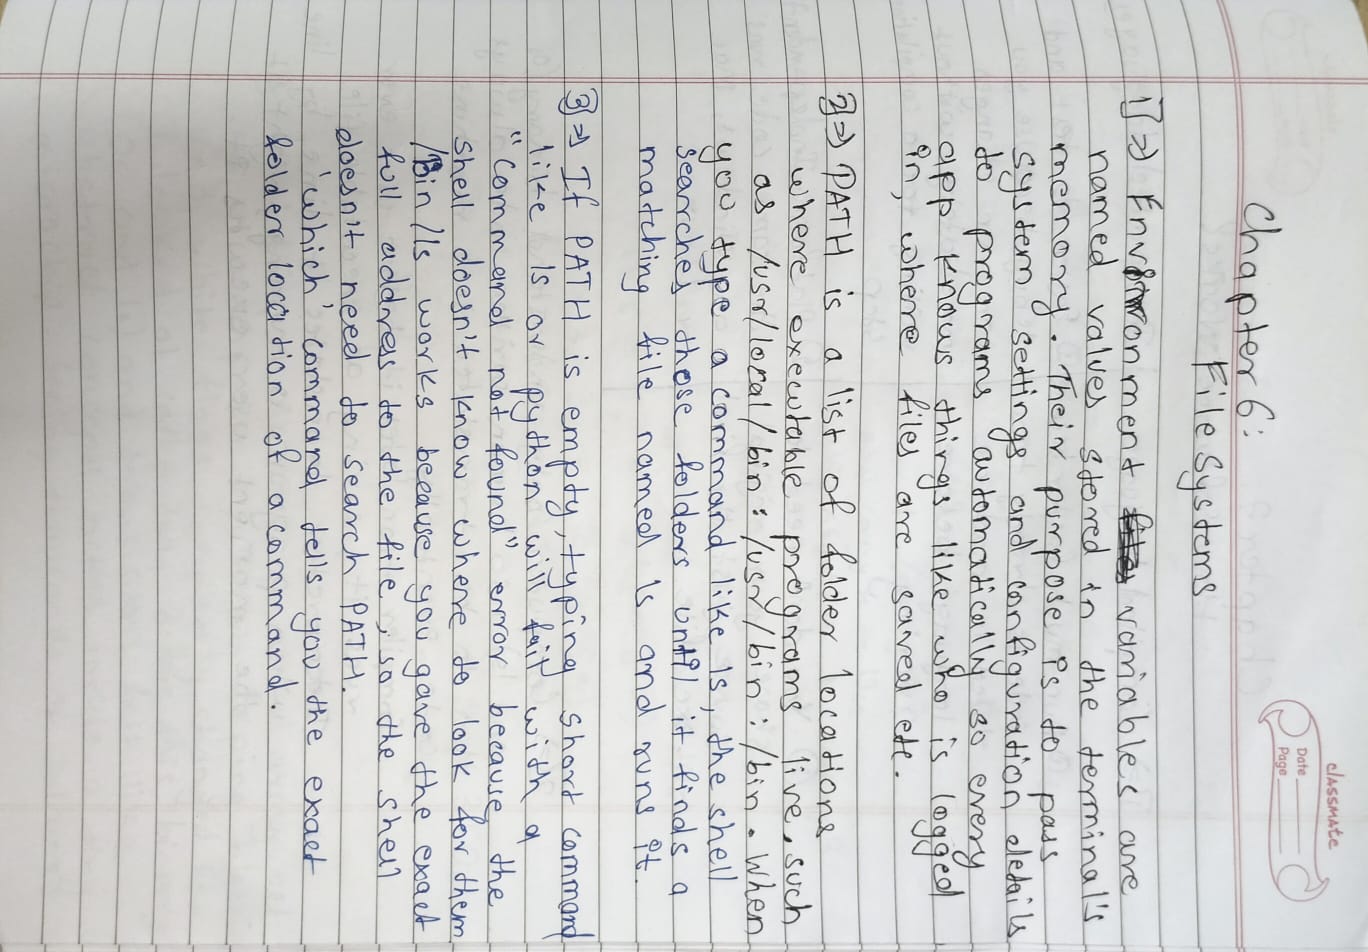 classmate
Date
Page
Chapter 6:
File Systems
1) => Environment variables are
named values stored in the terminal's
memory. Their purpose is to pass
system settings and configuration details
to programs automatically so every
app knows things like who is logged
in, where files are saved etc.
2) => PATH is a list of folder locations
where executable programs live, such
as /usr/local/bin: /usr/bin: /bin. When
you type a command like ls, the shell
searches those folders until it finds a
matching file named ls and runs it.
3) => If PATH is empty, typing short command
like ls or python will fail with a
"Command not found" error because the
shell doesn't know where to look for them
/Bin/ls works because you gave the exact
full address to the file, so the shell
doesn't need to search PATH.
'which' command tells you the exact
folder location of a command.